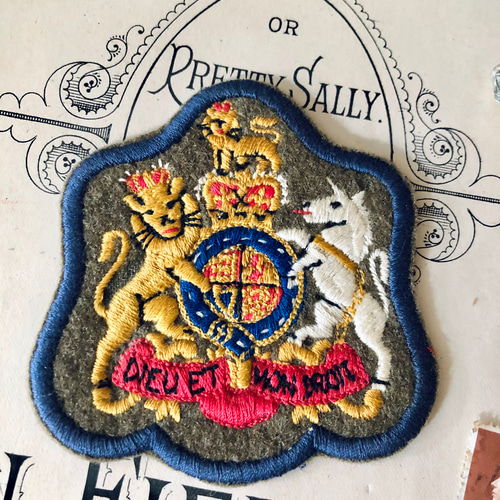 OR
PRETTY SALLY.
DIEU ET MON DROIT